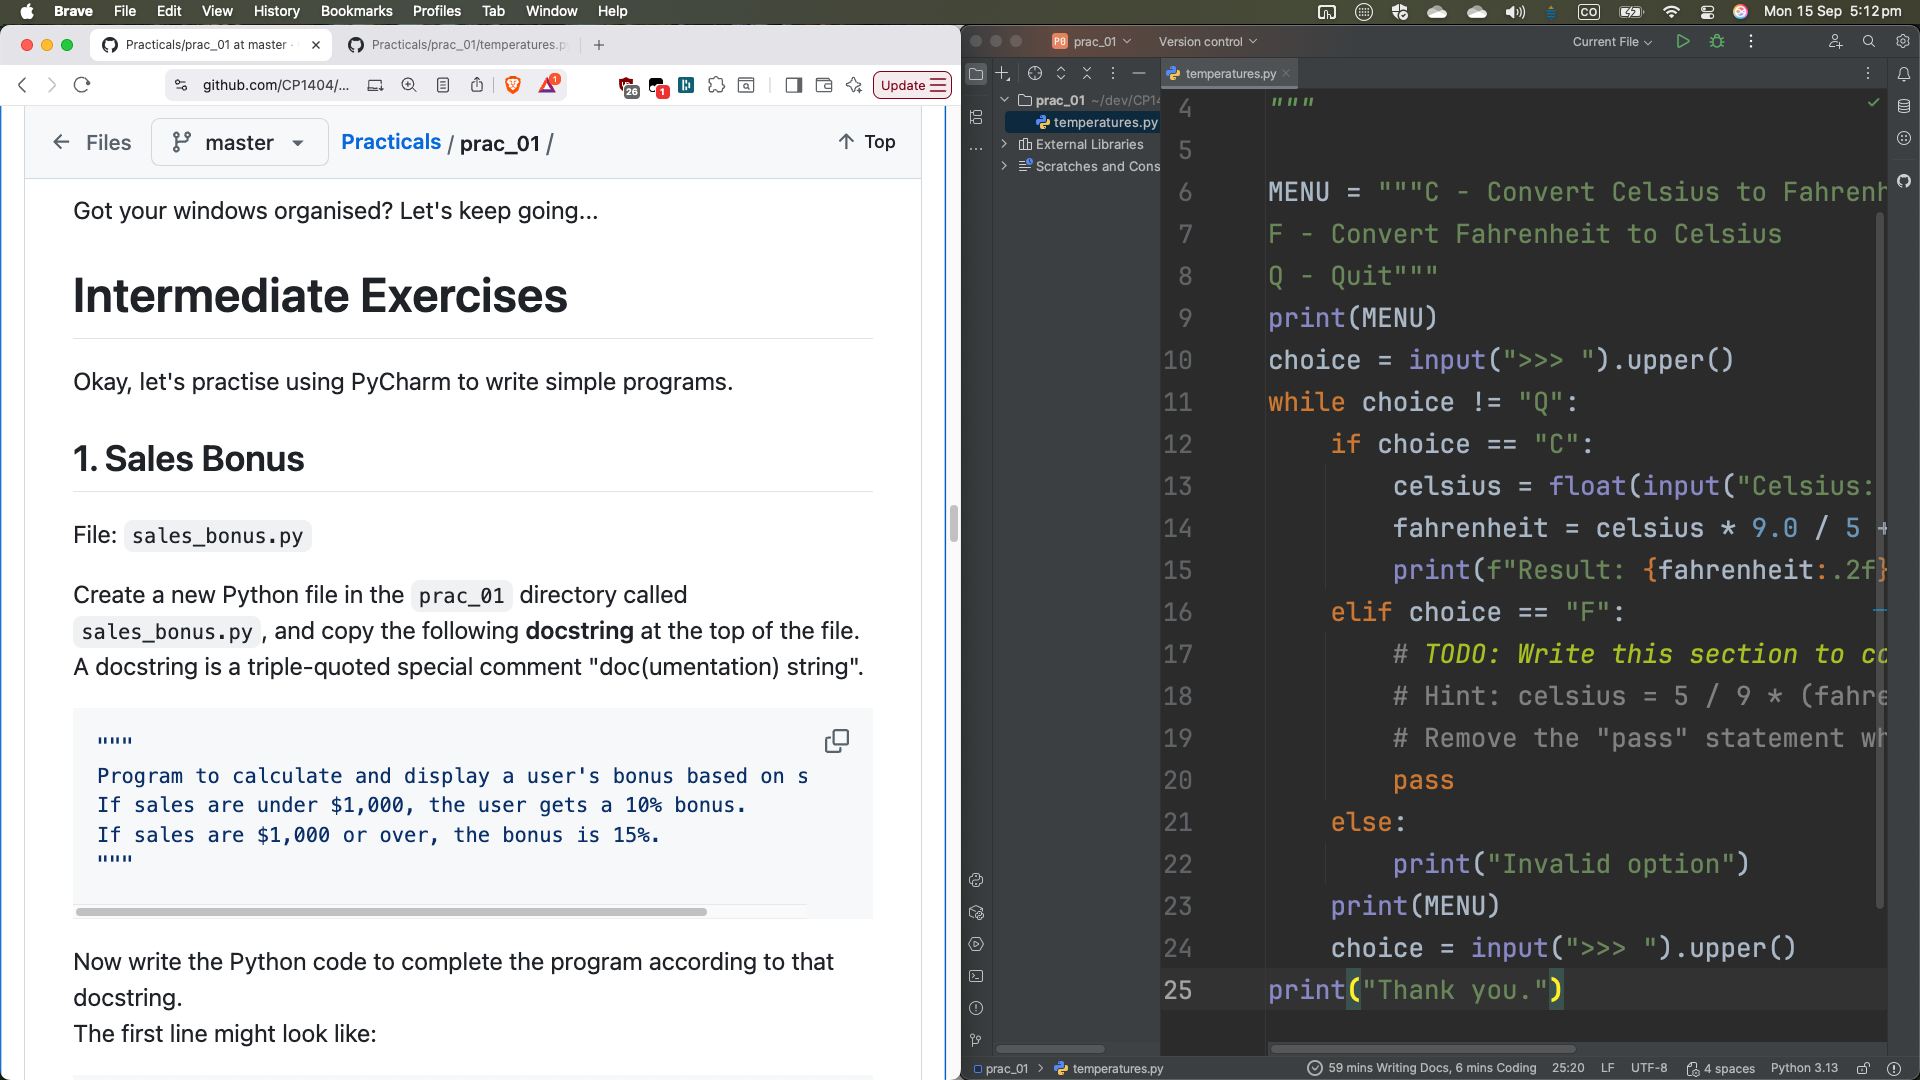 Brave File Edit View History Bookmarks Profiles Tab Window Help
CO
Mon 15 Sep 5:12 pm
Practicals/prac_01 at master ·
Practicals/prac_01/temperatures.py
github.com/CP1404/...
1
26
1
Update
Files
master
Practicals / prac_01 /
Top
Got your windows organised? Let's keep going...
Intermediate Exercises
Okay, let's practise using PyCharm to write simple programs.
1. Sales Bonus
File: sales_bonus.py
Create a new Python file in the prac_01 directory called
sales_bonus.py, and copy the following docstring at the top of the file.
A docstring is a triple-quoted special comment "doc(umentation) string".
"""
Program to calculate and display a user's bonus based on s
If sales are under $1,000, the user gets a 10% bonus.
If sales are $1,000 or over, the bonus is 15%.
"""
Now write the Python code to complete the program according to that
docstring.
The first line might look like:
P0 prac_01 Version control
Current File
temperatures.py
prac_01 ~/dev/CP14
temperatures.py
External Libraries
Scratches and Cons
4 """
5
6 MENU = """C - Convert Celsius to Fahrenh
7 F - Convert Fahrenheit to Celsius
8 Q - Quit"""
9 print(MENU)
10 choice = input(">>> ").upper()
11 while choice != "Q":
12 if choice == "C":
13 celsius = float(input("Celsius:
14 fahrenheit = celsius * 9.0 / 5 +
15 print(f"Result: {fahrenheit:.2f}
16 elif choice == "F":
17 # TODO: Write this section to co
18 # Hint: celsius = 5 / 9 * (fahre
19 # Remove the "pass" statement wh
20 pass
21 else:
22 print("Invalid option")
23 print(MENU)
24 choice = input(">>> ").upper()
25 print("Thank you.")
prac_01 > temperatures.py
59 mins Writing Docs, 6 mins Coding 25:20 LF UTF-8 4 spaces Python 3.13